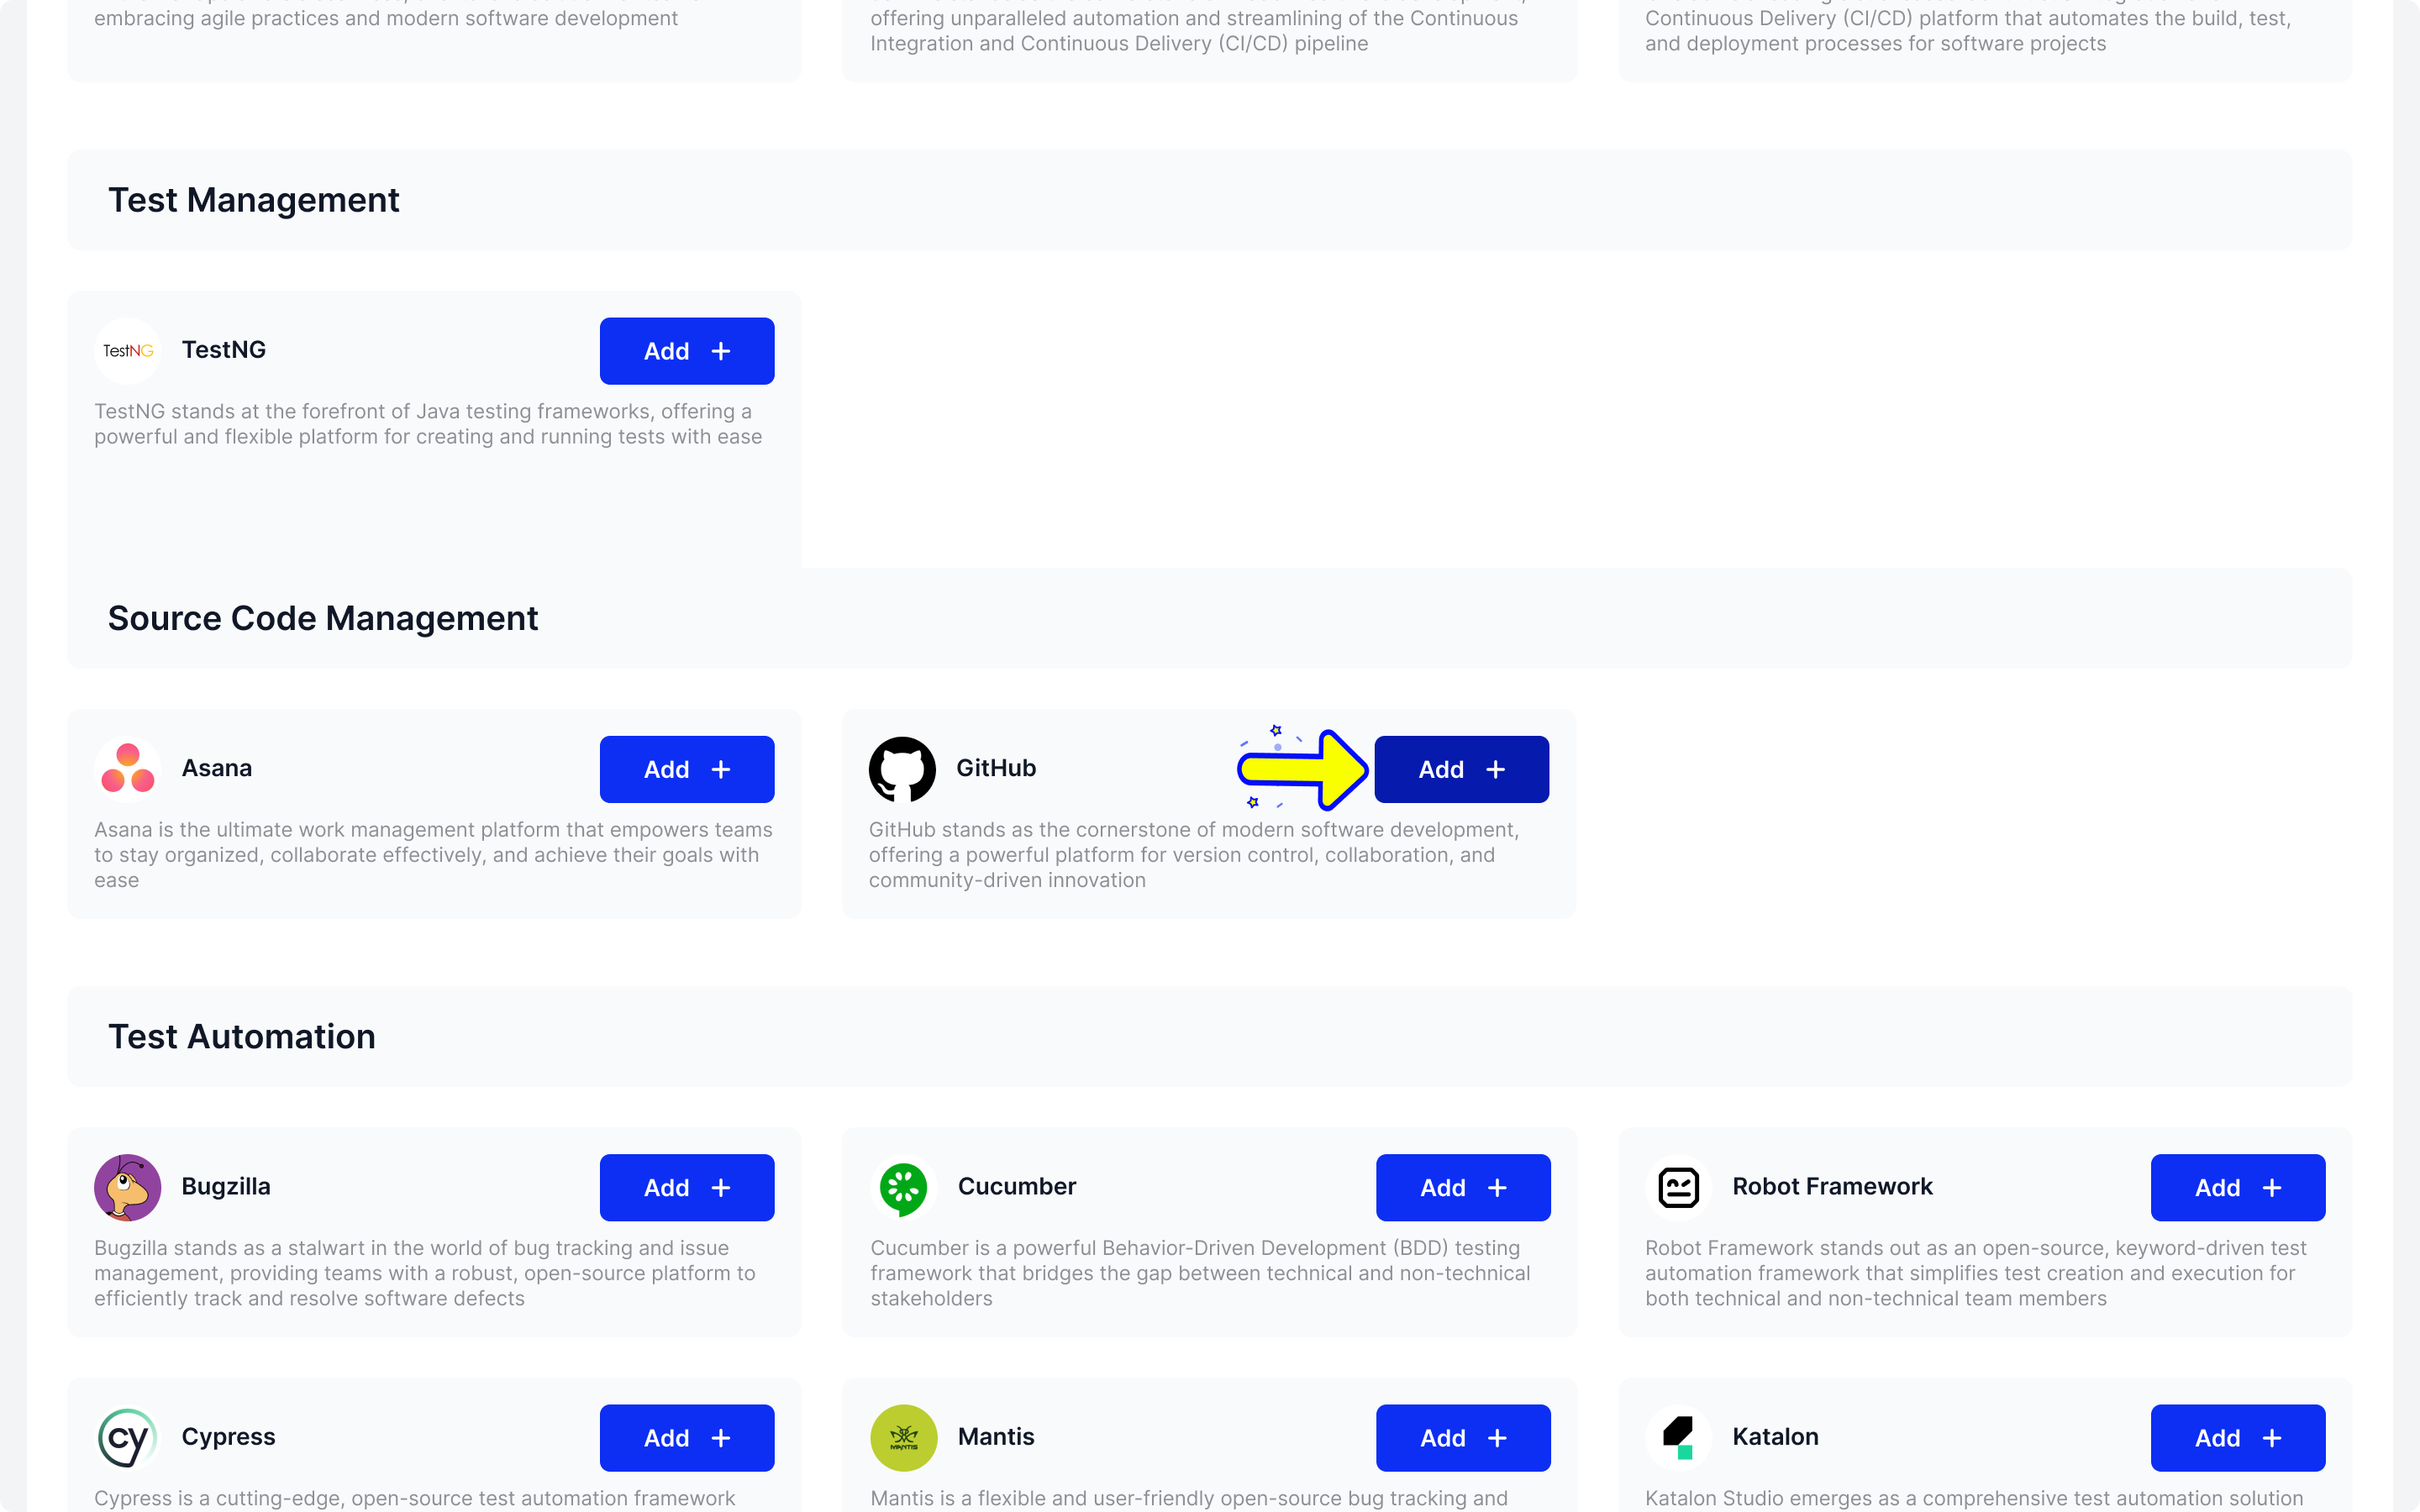 embracing agile practices and modern software development
offering unparalleled automation and streamlining of the Continuous
Integration and Continuous Delivery (CI/CD) pipeline
Continuous Delivery (CI/CD) platform that automates the build, test,
and deployment processes for software projects
Test Management
TestNG
TestNG
Add +
TestNG stands at the forefront of Java testing frameworks, offering a
powerful and flexible platform for creating and running tests with ease
Source Code Management
Asana
Add +
Asana is the ultimate work management platform that empowers teams
to stay organized, collaborate effectively, and achieve their goals with
ease
GitHub
Add +
GitHub stands as the cornerstone of modern software development,
offering a powerful platform for version control, collaboration, and
community-driven innovation
Test Automation
Bugzilla
Add +
Bugzilla stands as a stalwart in the world of bug tracking and issue
management, providing teams with a robust, open-source platform to
efficiently track and resolve software defects
Cucumber
Add +
Cucumber is a powerful Behavior-Driven Development (BDD) testing
framework that bridges the gap between technical and non-technical
stakeholders
Robot Framework
Add +
Robot Framework stands out as an open-source, keyword-driven test
automation framework that simplifies test creation and execution for
both technical and non-technical team members
cy
Cypress
Add +
Cypress is a cutting-edge, open-source test automation framework
MANTIS
Mantis
Add +
Mantis is a flexible and user-friendly open-source bug tracking and
Katalon
Add +
Katalon Studio emerges as a comprehensive test automation solution